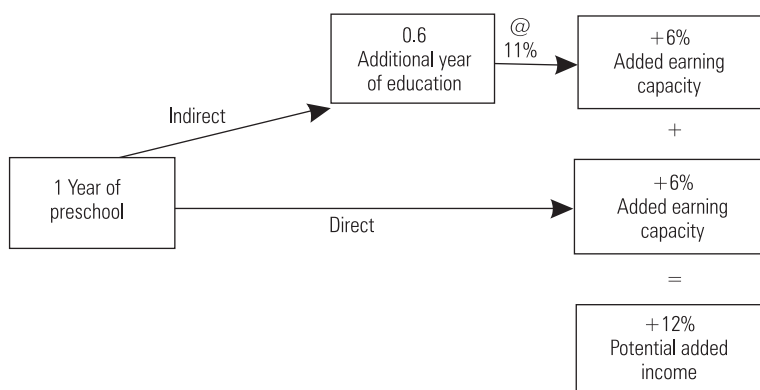 0.6
Additional year
of education
@
11%
+6%
Added earning
capacity
Indirect
+
1 Year of
preschool
Direct
+6%
Added earning
capacity
=
+12%
Potential added
income